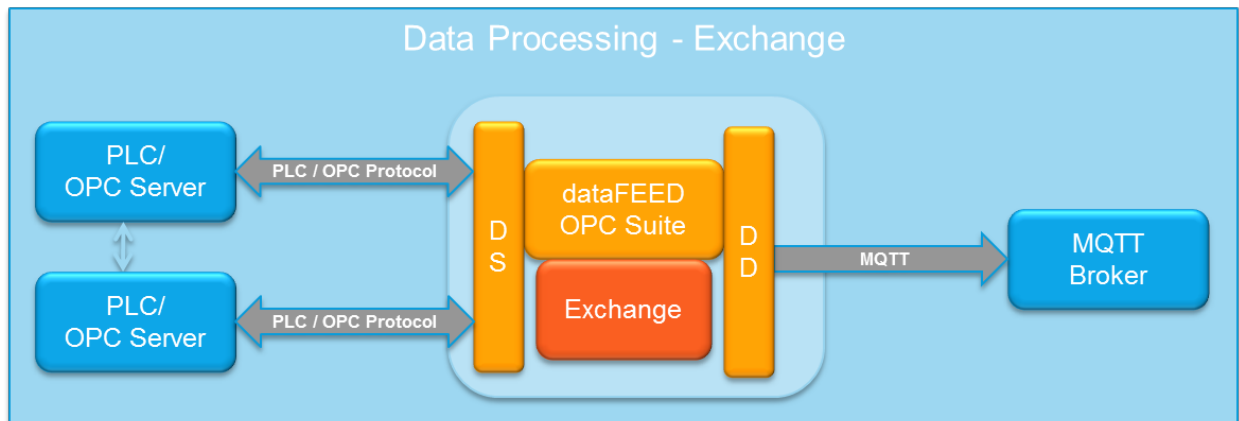 Data Processing - Exchange
PLC/
OPC Server
PLC / OPC Protocol
D
S
dataFEED
OPC Suite
D
D
MQTT
MQTT
Broker
PLC/
OPC Server
PLC / OPC Protocol
Exchange